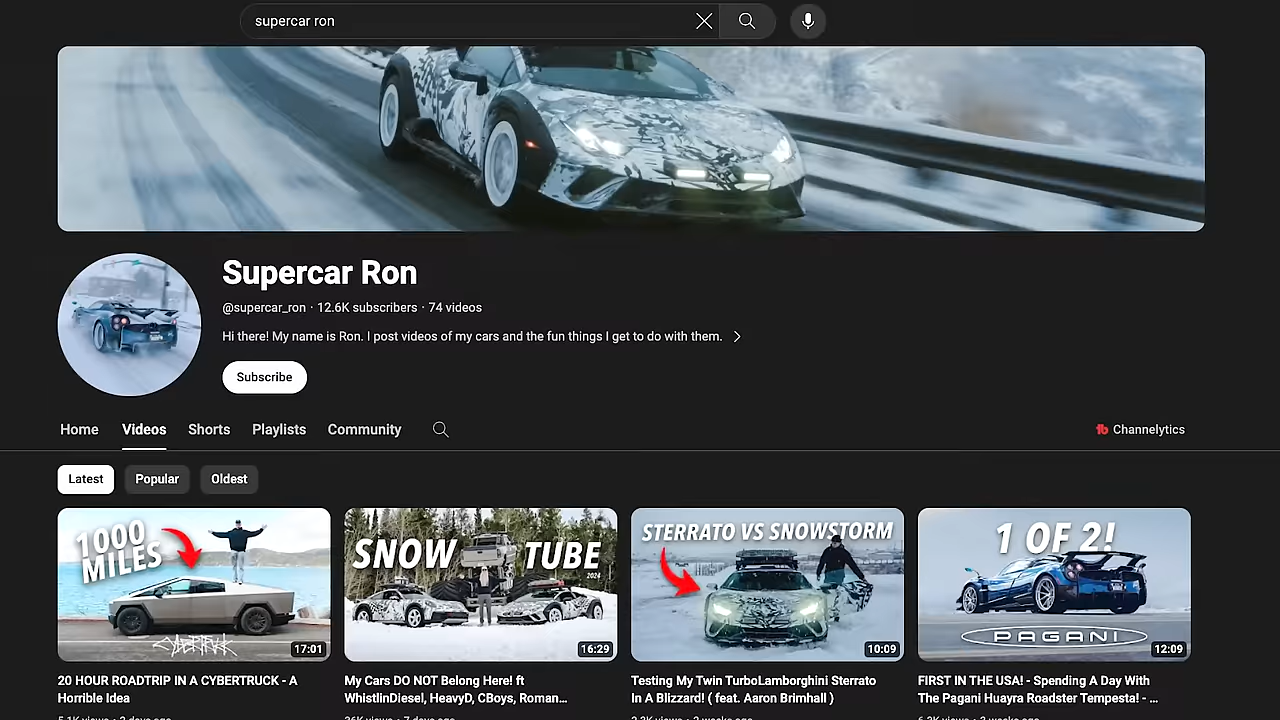 supercar ron
Supercar Ron
@supercar_ron · 12.6K subscribers · 74 videos
Hi there! My name is Ron. I post videos of my cars and the fun things I get to do with them.
Subscribe
Home Videos Shorts Playlists Community
Channelytics
Latest Popular Oldest
1000
MILES
CYBERTRUCK
17:01
SNOW TUBE
2024
16:29
STERRATO VS SNOWSTORM
10:09
1 OF 2!
PAGANI
12:09
20 HOUR ROADTRIP IN A CYBERTRUCK - A
Horrible Idea
My Cars DO NOT Belong Here! ft
WhistlinDiesel, HeavyD, CBoys, Roman...
Testing My Twin TurboLamborghini Sterrato
In A Blizzard! ( feat. Aaron Brimhall )
FIRST IN THE USA! - Spending A Day With
The Pagani Huayra Roadster Tempesta! - ...